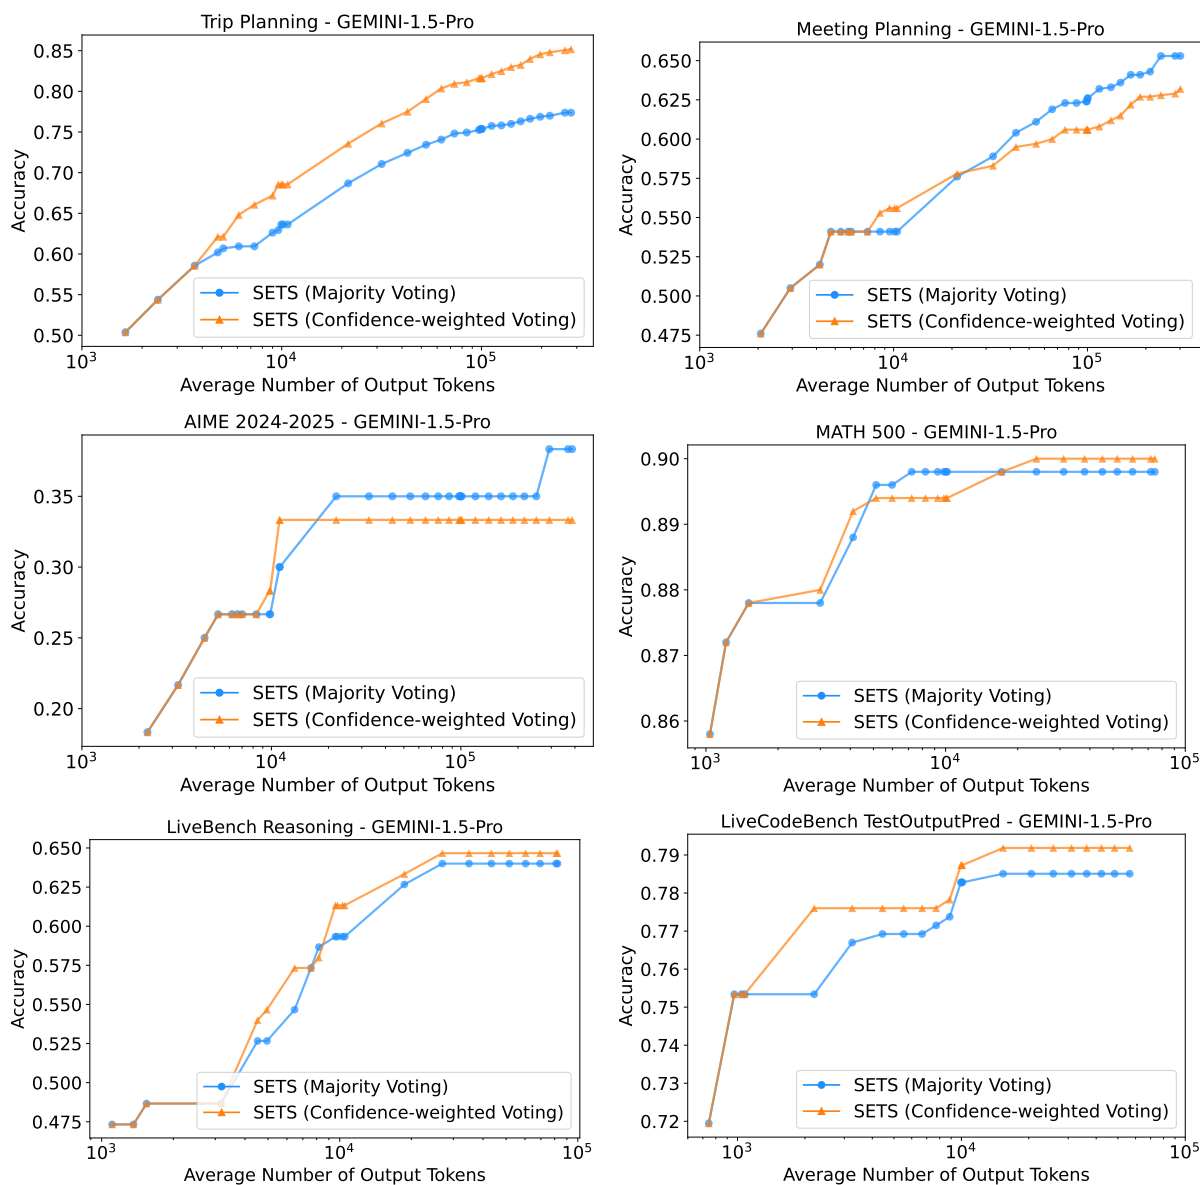 Trip Planning - GEMINI-1.5-Pro
Accuracy
0.85
0.80
0.75
0.70
0.65
0.60
0.55
0.50
SETS (Majority Voting)
SETS (Confidence-weighted Voting)
10³ 10⁴ 10⁵
Average Number of Output Tokens
Meeting Planning - GEMINI-1.5-Pro
Accuracy
0.650
0.625
0.600
0.575
0.550
0.525
0.500
0.475
SETS (Majority Voting)
SETS (Confidence-weighted Voting)
10³ 10⁴ 10⁵
Average Number of Output Tokens
AIME 2024-2025 - GEMINI-1.5-Pro
Accuracy
0.35
0.30
0.25
0.20
SETS (Majority Voting)
SETS (Confidence-weighted Voting)
10³ 10⁴ 10⁵
Average Number of Output Tokens
MATH 500 - GEMINI-1.5-Pro
Accuracy
0.90
0.89
0.88
0.87
0.86
SETS (Majority Voting)
SETS (Confidence-weighted Voting)
10³ 10⁴ 10⁵
Average Number of Output Tokens
LiveBench Reasoning - GEMINI-1.5-Pro
Accuracy
0.650
0.625
0.600
0.575
0.550
0.525
0.500
0.475
SETS (Majority Voting)
SETS (Confidence-weighted Voting)
10³ 10⁴ 10⁵
Average Number of Output Tokens
LiveCodeBench TestOutputPred - GEMINI-1.5-Pro
Accuracy
0.79
0.78
0.77
0.76
0.75
0.74
0.73
0.72
SETS (Majority Voting)
SETS (Confidence-weighted Voting)
10³ 10⁴ 10⁵
Average Number of Output Tokens